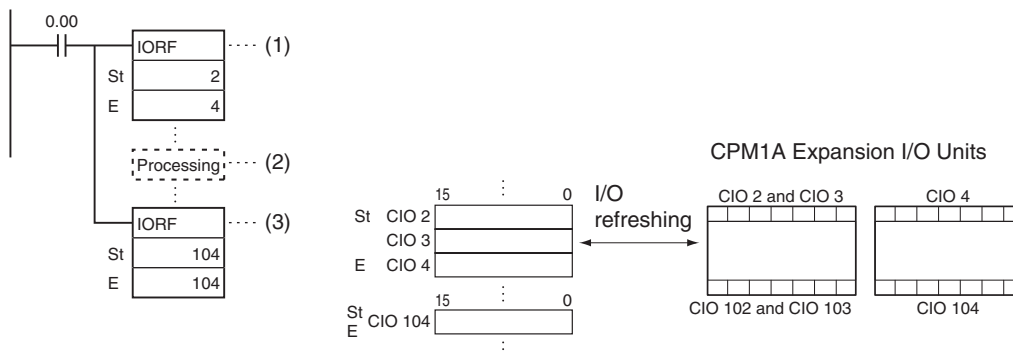 0.00
IORF (1)
St 2
E 4
Processing (2)
IORF (3)
St 104
E 104
15 0
St CIO 2
CIO 3
E CIO 4
15 0
St
E CIO 104
I/O
refreshing
CPM1A Expansion I/O Units
CIO 2 and CIO 3 CIO 4
CIO 102 and CIO 103 CIO 104